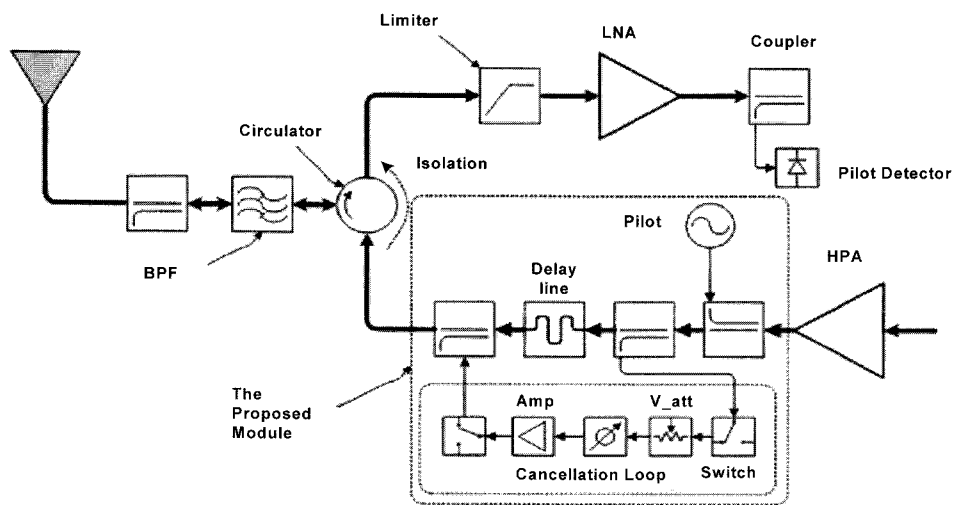 Limiter
LNA
Coupler
Circulator
Isolation
Pilot Detector
BPF
Pilot
HPA
Delay
line
The
Proposed
Module
Amp
V_att
Cancellation Loop
Switch